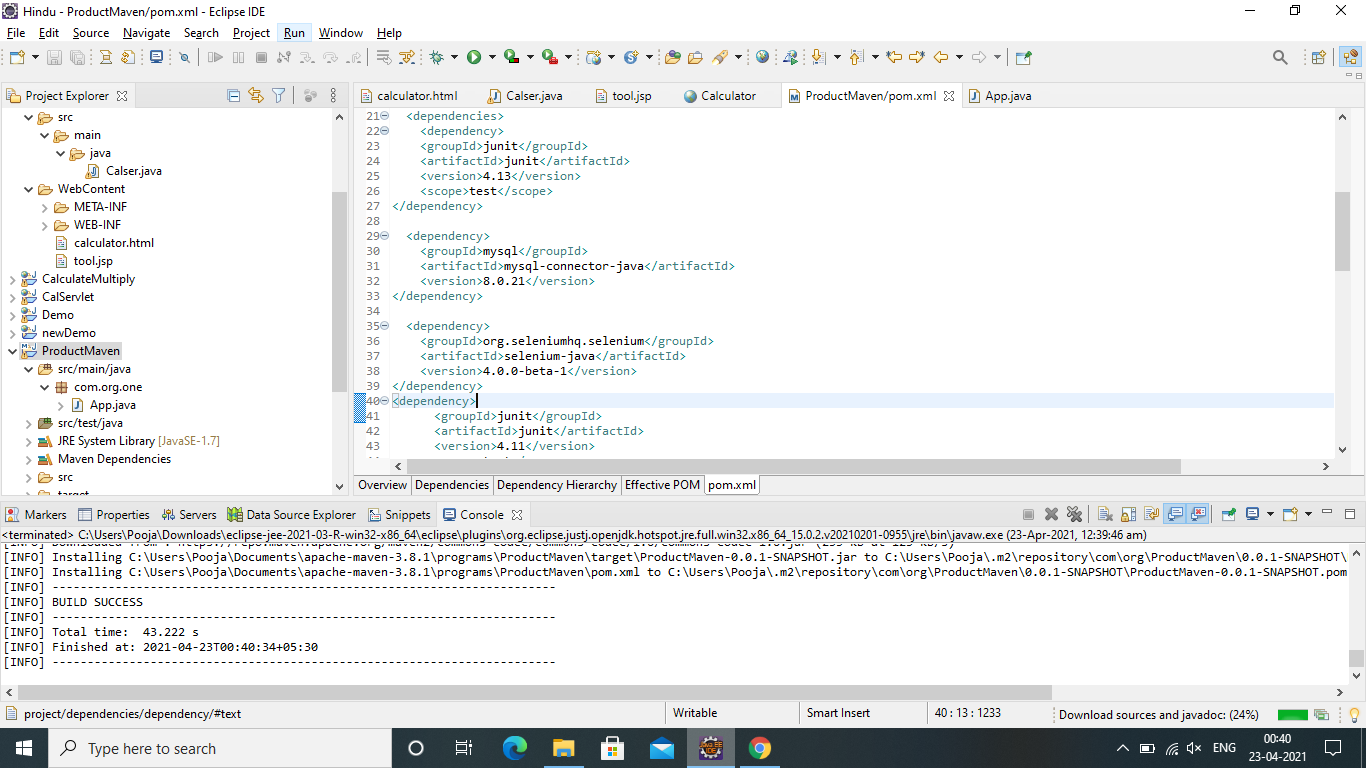 Hindu - ProductMaven/pom.xml - Eclipse IDE
File Edit Source Navigate Search Project Run Window Help
Project Explorer
calculator.html Calser.java tool.jsp Calculator ProductMaven/pom.xml App.java
src
main
java
Calser.java
WebContent
META-INF
WEB-INF
calculator.html
tool.jsp
CalculateMultiply
CalServlet
Demo
newDemo
ProductMaven
src/main/java
com.org.one
App.java
src/test/java
JRE System Library [JavaSE-1.7]
Maven Dependencies
src
target
21 <dependencies>
22 <dependency>
23 <groupId>junit</groupId>
24 <artifactId>junit</artifactId>
25 <version>4.13</version>
26 <scope>test</scope>
27 </dependency>
28
29 <dependency>
30 <groupId>mysql</groupId>
31 <artifactId>mysql-connector-java</artifactId>
32 <version>8.0.21</version>
33 </dependency>
34
35 <dependency>
36 <groupId>org.seleniumhq.selenium</groupId>
37 <artifactId>selenium-java</artifactId>
38 <version>4.0.0-beta-1</version>
39 </dependency>
40 <dependency>
41 <groupId>junit</groupId>
42 <artifactId>junit</artifactId>
43 <version>4.11</version>
Overview Dependencies Dependency Hierarchy Effective POM pom.xml
Markers Properties Servers Data Source Explorer Snippets Console
<terminated> C:\Users\Pooja\Downloads\eclipse-jee-2021-03-R-win32-x86_64\eclipse\plugins\org.eclipse.justj.openjdk.hotspot.jre.full.win32.x86_64_15.0.2.v20210201-0955\jre\bin\javaw.exe (23-Apr-2021, 12:39:46 am)
[INFO] Installing C:\Users\Pooja\Documents\apache-maven-3.8.1\programs\ProductMaven\target\ProductMaven-0.0.1-SNAPSHOT.jar to C:\Users\Pooja\.m2\repository\com\org\ProductMaven\0.0.1-SNAPSHOT\
[INFO] Installing C:\Users\Pooja\Documents\apache-maven-3.8.1\programs\ProductMaven\pom.xml to C:\Users\Pooja\.m2\repository\com\org\ProductMaven\0.0.1-SNAPSHOT\ProductMaven-0.0.1-SNAPSHOT.pom
[INFO] ------------------------------------------------------------------------
[INFO] BUILD SUCCESS
[INFO] ------------------------------------------------------------------------
[INFO] Total time:  43.222 s
[INFO] Finished at: 2021-04-23T00:40:34+05:30
[INFO] ------------------------------------------------------------------------
project/dependencies/dependency/#text Writable Smart Insert 40 : 13 : 1233 Download sources and javadoc: (24%)
Type here to search ENG 00:40
23-04-2021